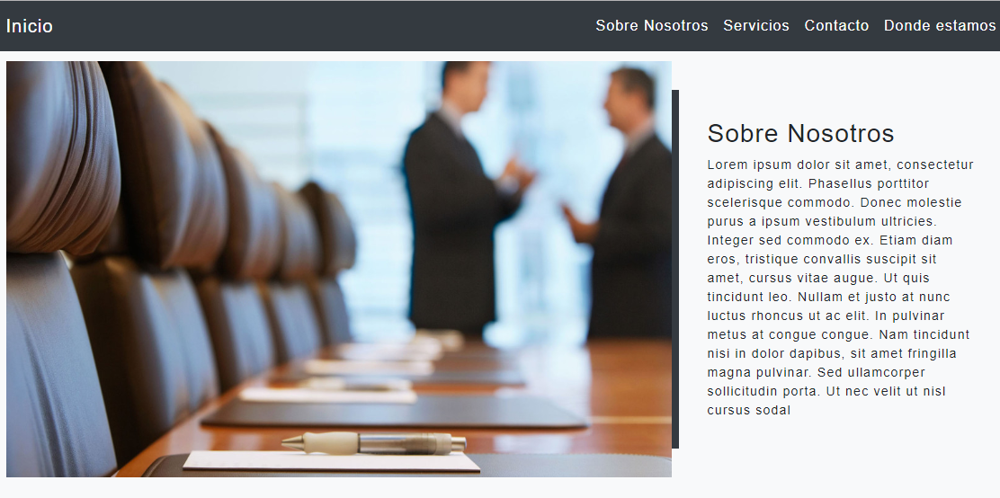 Inicio
Sobre Nosotros Servicios Contacto Donde estamos
Sobre Nosotros
Lorem ipsum dolor sit amet, consectetur
adipiscing elit. Phasellus porttitor
scelerisque commodo. Donec molestie
purus a ipsum vestibulum ultricies.
Integer sed commodo ex. Etiam diam
eros, tristique convallis suscipit sit
amet, cursus vitae augue. Ut quis
tincidunt leo. Nullam et justo at nunc
luctus rhoncus ut ac elit. In pulvinar
metus at congue congue. Nam tincidunt
nisi in dolor dapibus, sit amet fringilla
magna pulvinar. Sed ullamcorper
sollicitudin porta. Ut nec velit ut nisl
cursus sodal